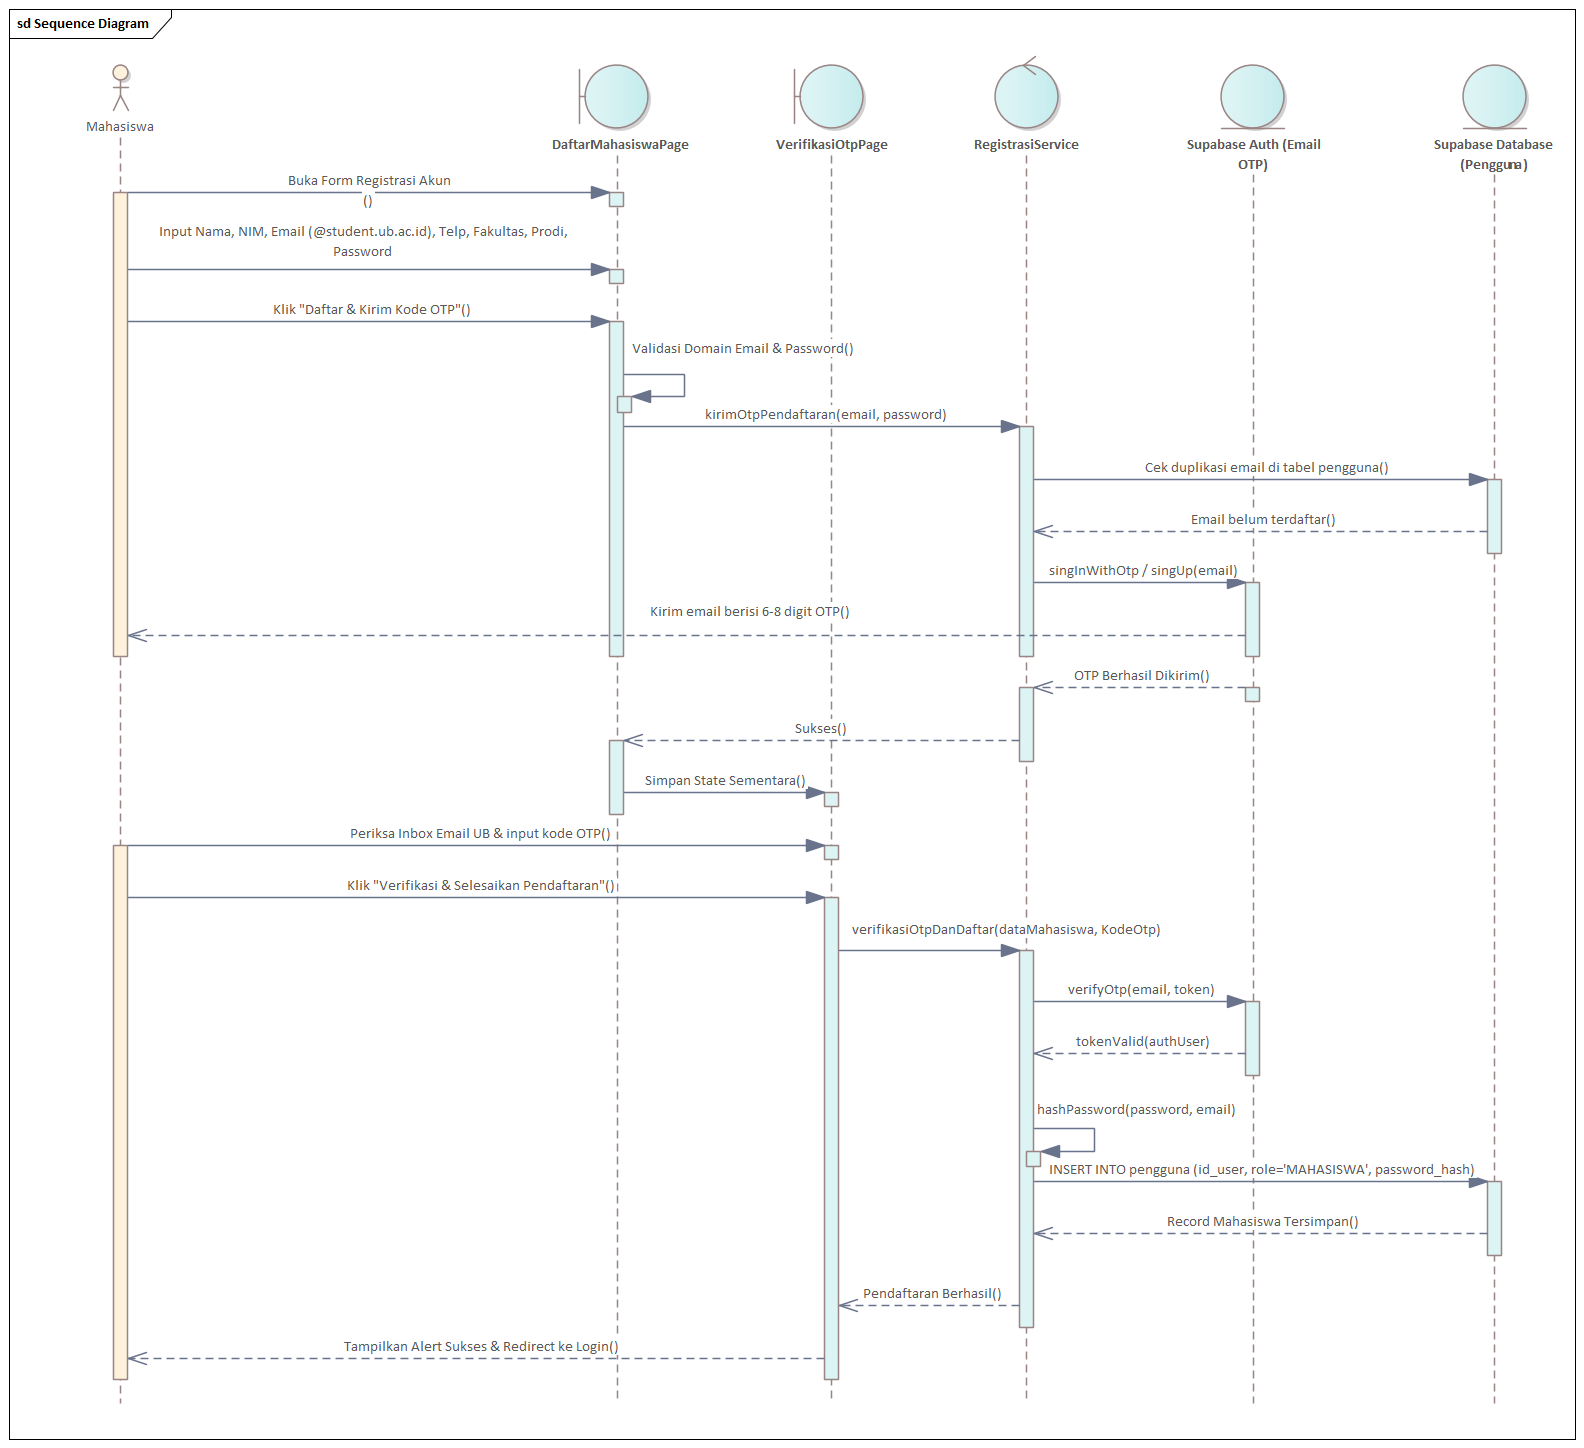 sd Sequence Diagram
Mahasiswa
DaftarMahasiswaPage
VerifikasiOtpPage
RegistrasiService
Supabase Auth (Email
OTP)
Supabase Database
(Pengguna)
Buka Form Registrasi Akun
()
Input Nama, NIM, Email (@student.ub.ac.id), Telp, Fakultas, Prodi,
Password
Klik "Daftar & Kirim Kode OTP"()
Validasi Domain Email & Password()
kirimOtpPendaftaran(email, password)
Cek duplikasi email di tabel pengguna()
Email belum terdaftar()
singInWithOtp / singUp(email)
Kirim email berisi 6-8 digit OTP()
OTP Berhasil Dikirim()
Sukses()
Simpan State Sementara()
Periksa Inbox Email UB & input kode OTP()
Klik "Verifikasi & Selesaikan Pendaftaran"()
verifikasiOtpDanDaftar(dataMahasiswa, KodeOtp)
verifyOtp(email, token)
tokenValid(authUser)
hashPassword(password, email)
INSERT INTO pengguna (id_user, role='MAHASISWA', password_hash)
Record Mahasiswa Tersimpan()
Pendaftaran Berhasil()
Tampilkan Alert Sukses & Redirect ke Login()